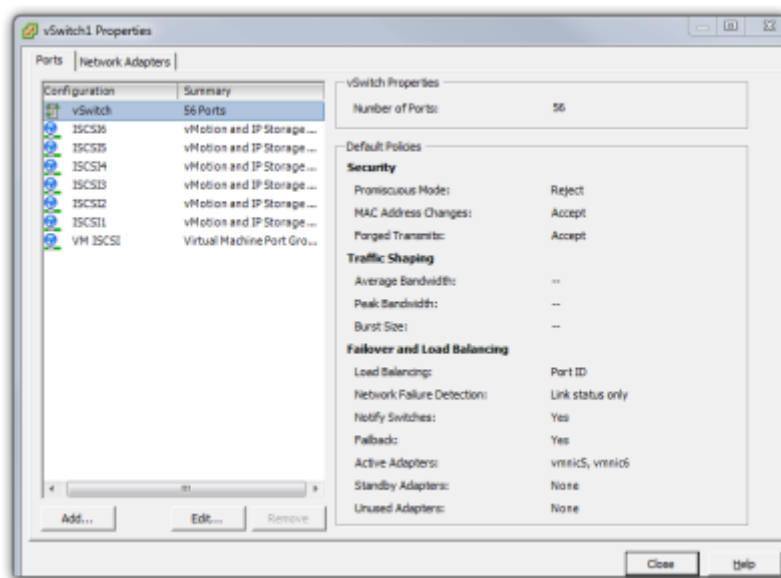 vSwitch1 Properties
Ports Network Adapters
Configuration Summary
vSwitch 56 Ports
ISCSI6 vMotion and IP Storage ...
ISCSI5 vMotion and IP Storage ...
ISCSI4 vMotion and IP Storage ...
ISCSI3 vMotion and IP Storage ...
ISCSI2 vMotion and IP Storage ...
ISCSI1 vMotion and IP Storage ...
VM ISCSI Virtual Machine Port Gro...
Add... Edit... Remove
vSwitch Properties
Number of Ports: 56
Default Policies
Security
Promiscuous Mode: Reject
MAC Address Changes: Accept
Forged Transmits: Accept
Traffic Shaping
Average Bandwidth: --
Peak Bandwidth: --
Burst Size: --
Failover and Load Balancing
Load Balancing: Port ID
Network Failure Detection: Link status only
Notify Switches: Yes
Failback: Yes
Active Adapters: vmnic5, vmnic6
Standby Adapters: None
Unused Adapters: None
Close Help